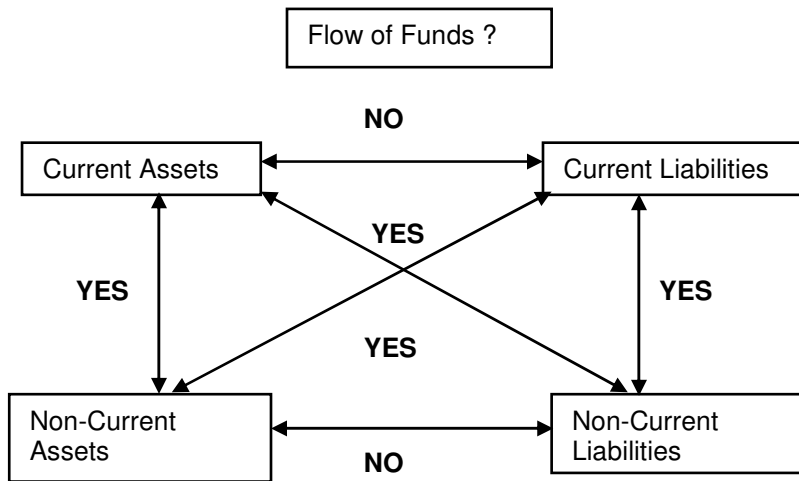 Flow of Funds ?
NO
Current Assets
Current Liabilities
YES
YES
YES
YES
Non-Current
Assets
Non-Current
Liabilities
NO